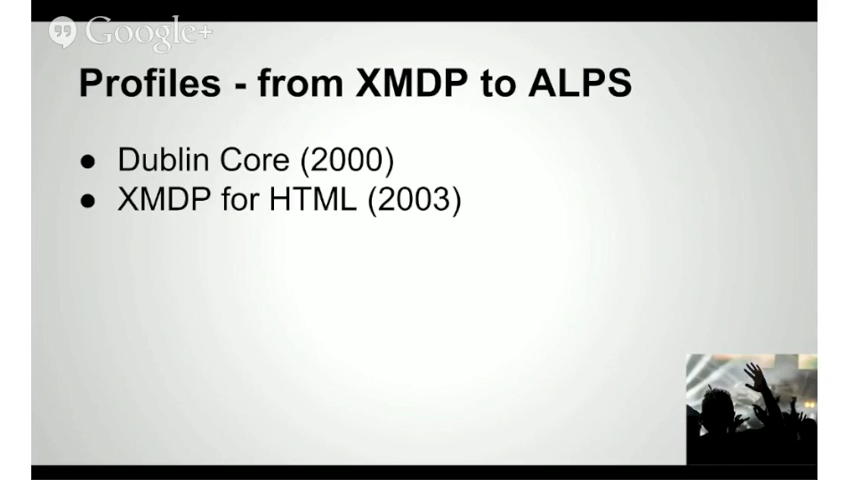 Google+
Profiles - from XMDP to ALPS
● Dublin Core (2000)
● XMDP for HTML (2003)